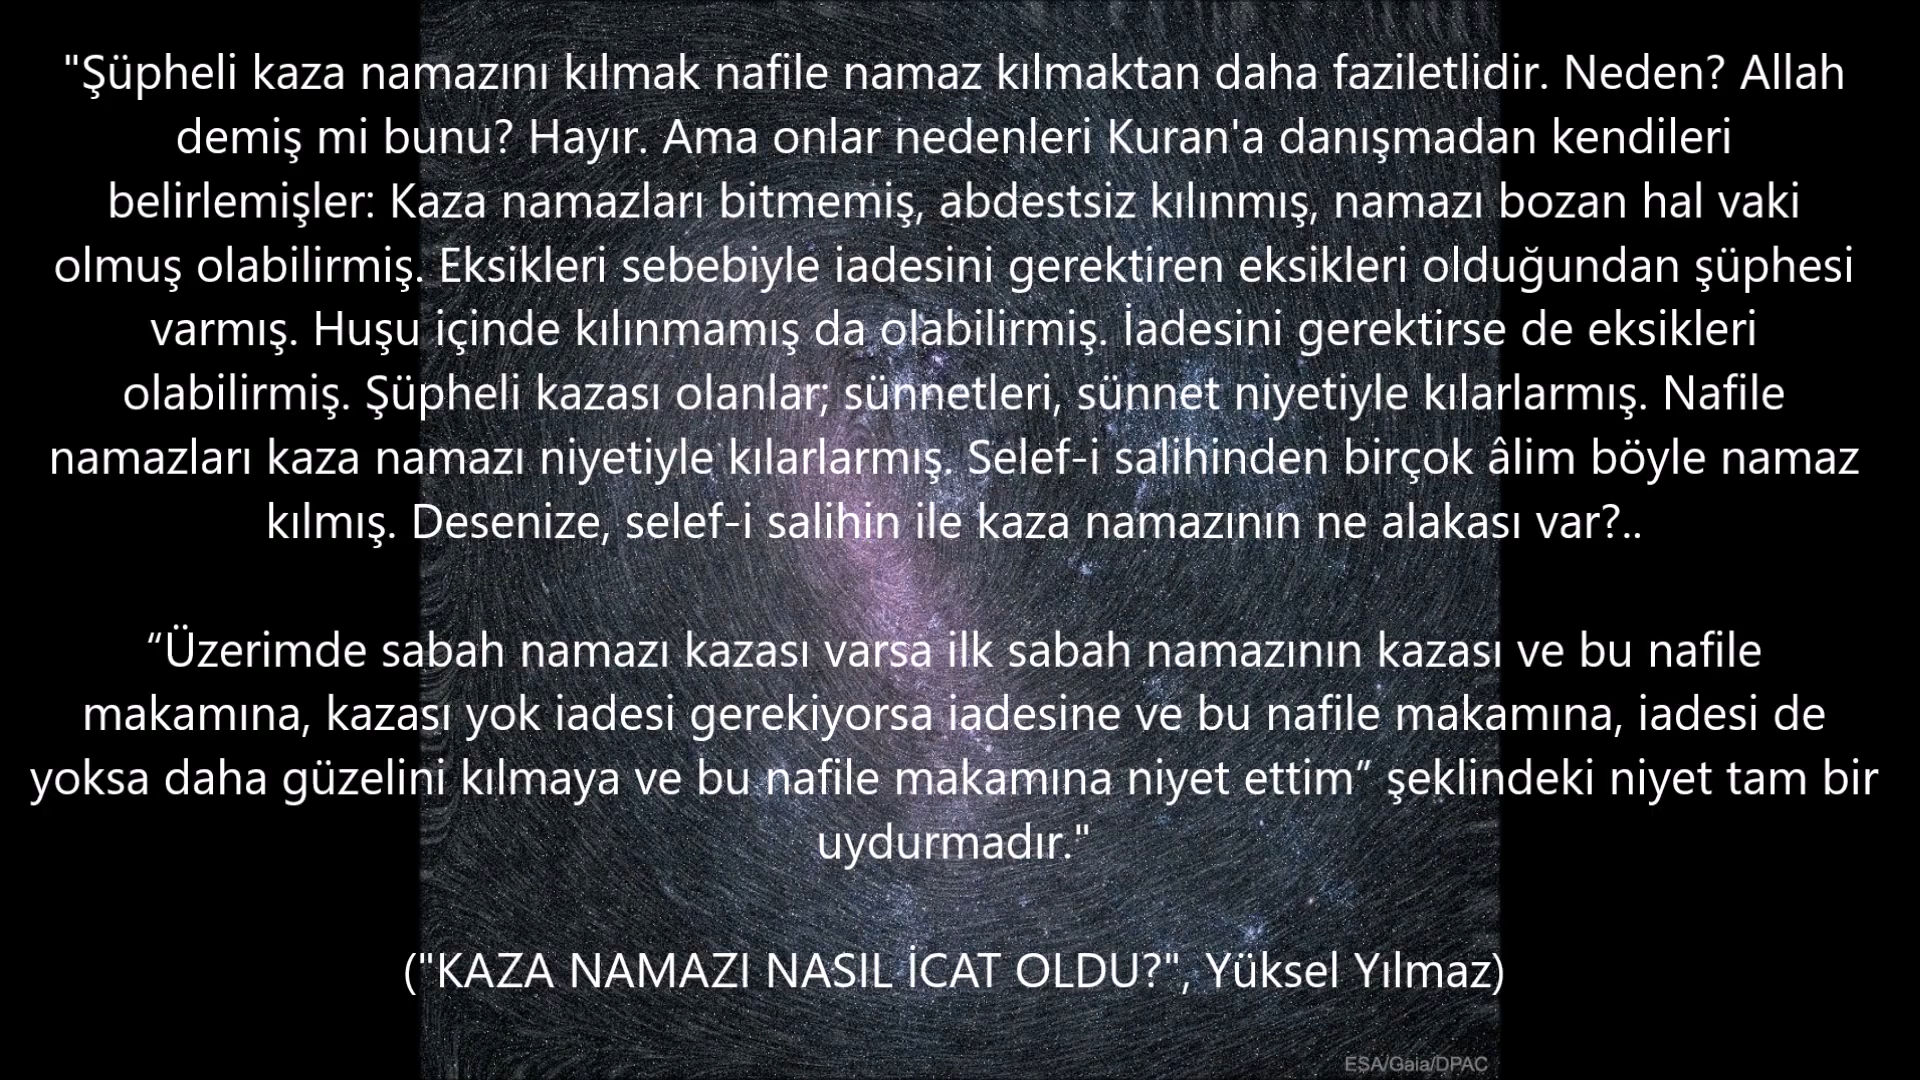 "Şüpheli kaza namazını kılmak nafile namaz kılmaktan daha faziletlidir. Neden? Allah
demiş mi bunu? Hayır. Ama onlar nedenleri Kuran'a danışmadan kendileri
belirlemişler: Kaza namazları bitmemiş, abdestsiz kılınmış, namazı bozan hal vaki
olmuş olabilirmiş. Eksikleri sebebiyle iadesini gerektiren eksikleri olduğundan şüphesi
varmış. Huşu içinde kılınmamış da olabilirmiş. İadesini gerektirse de eksikleri
olabilirmiş. Şüpheli kazası olanlar; sünnetleri, sünnet niyetiyle kılarlarmış. Nafile
namazları kaza namazı niyetiyle kılarlarmış. Selef-i salihinden birçok âlim böyle namaz
kılmış. Desenize, selef-i salihin ile kaza namazının ne alakası var?..
“Üzerimde sabah namazı kazası varsa ilk sabah namazının kazası ve bu nafile
makamına, kazası yok iadesi gerekiyorsa iadesine ve bu nafile makamına, iadesi de
yoksa daha güzelini kılmaya ve bu nafile makamına niyet ettim” şeklindeki niyet tam bir
uydurmadır."
("KAZA NAMAZI NASIL İCAT OLDU?", Yüksel Yılmaz)
ESA/Gaia/DPAC